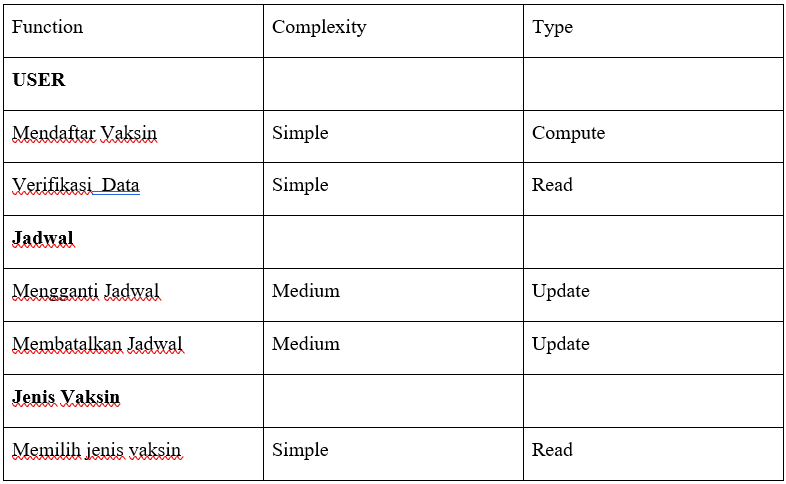 Function Complexity Type
USER
Mendaftar Vaksin Simple Compute
Verifikasi Data Simple Read
Jadwal
Mengganti Jadwal Medium Update
Membatalkan Jadwal Medium Update
Jenis Vaksin
Memilih jenis vaksin Simple Read